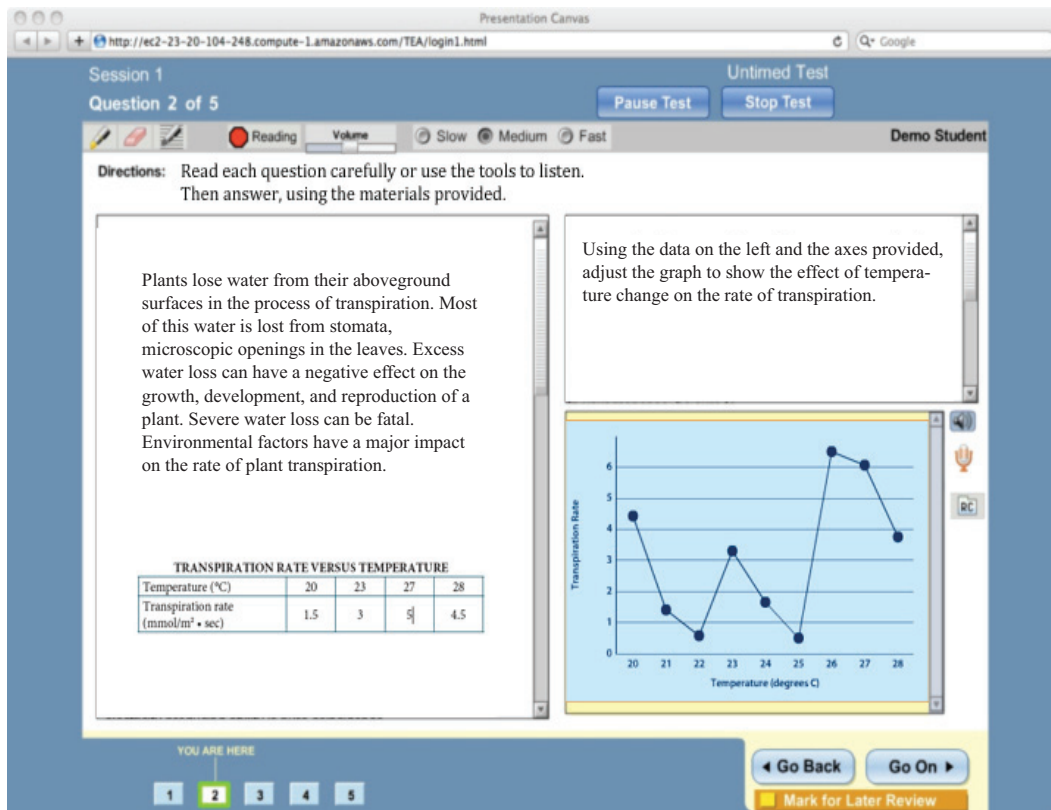 Presentation Canvas
http://ec2-23-20-104-248.compute-1.amazonaws.com/TEA/login1.html
Google
Session 1
Untimed Test
Question 2 of 5
Pause Test
Stop Test
Reading
Volume
Slow
Medium
Fast
Demo Student
Directions: Read each question carefully or use the tools to listen.
Then answer, using the materials provided.
Plants lose water from their aboveground
surfaces in the process of transpiration. Most
of this water is lost from stomata,
microscopic openings in the leaves. Excess
water loss can have a negative effect on the
growth, development, and reproduction of a
plant. Severe water loss can be fatal.
Environmental factors have a major impact
on the rate of plant transpiration.
TRANSPIRATION RATE VERSUS TEMPERATURE
Temperature (°C) 20 23 27 28
Transpiration rate
(mmol/m² • sec) 1.5 3 5 4.5
Using the data on the left and the axes provided,
adjust the graph to show the effect of tempera-
ture change on the rate of transpiration.
Transpiration Rate
6
5
4
3
2
1
0
20 21 22 23 24 25 26 27 28
Temperature (degrees C)
RC
YOU ARE HERE
1 2 3 4 5
Go Back
Go On
Mark for Later Review